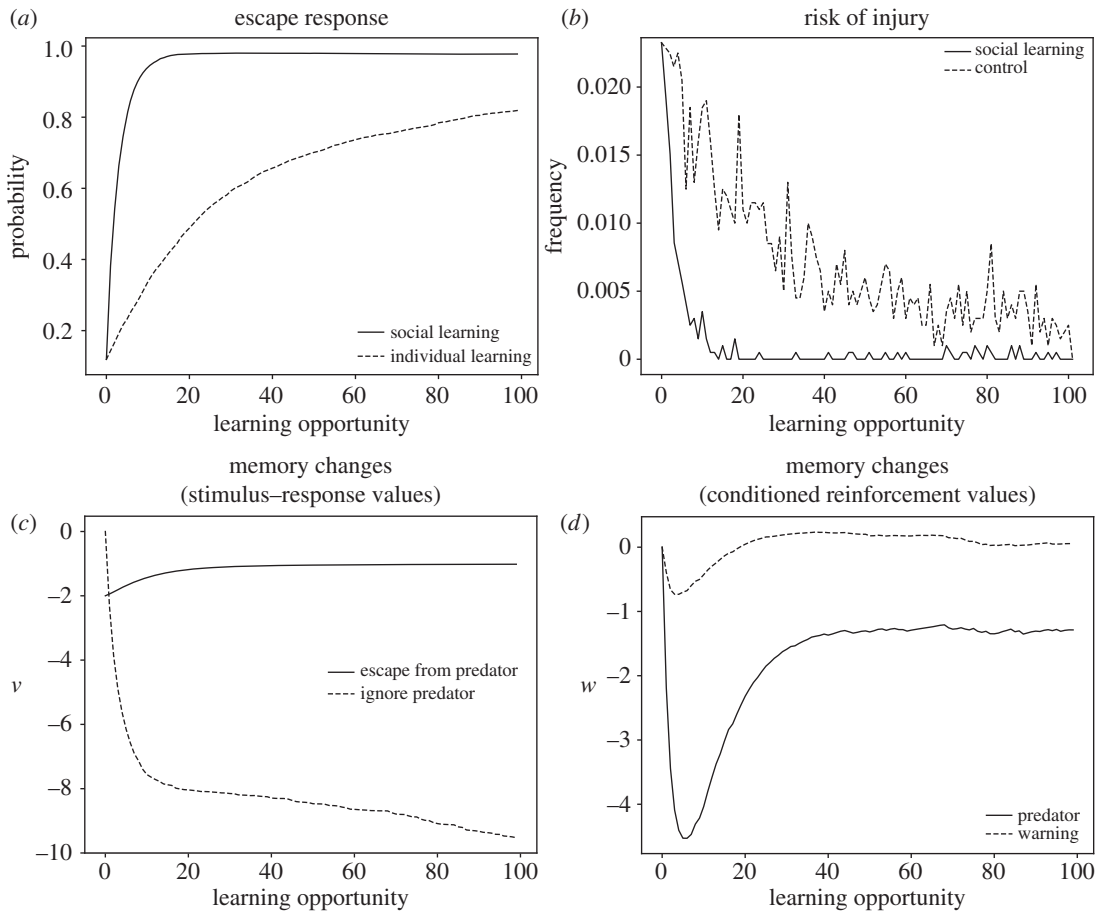 (a) escape response
1.0
0.8
0.6
0.4
0.2
probability
social learning
individual learning
0 20 40 60 80 100
learning opportunity
(b) risk of injury
social learning
control
0.020
0.015
0.010
0.005
0
frequency
0 20 40 60 80 100
learning opportunity
memory changes
(stimulus–response values)
(c)
0
–2
–4
–6
–8
–10
v
escape from predator
ignore predator
0 20 40 60 80 100
learning opportunity
memory changes
(conditioned reinforcement values)
(d)
0
–1
–2
–3
–4
w
predator
warning
0 20 40 60 80 100
learning opportunity